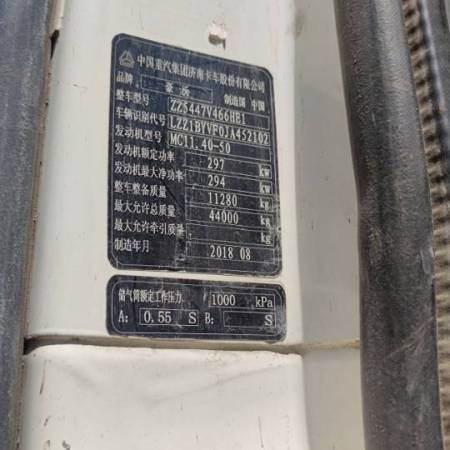 中国重汽集团济南卡车股份有限公司
品牌 豪沃 制造国 中国
整车型号 ZZ5447V466HE1
车辆识别代号 LZZ1BYVF0JA452102
发动机型号 MC11.40-50
发动机额定功率 297 kw
发动机最大净功率 294 kw
整车整备质量 11280 kg
最大允许总质量 44000 kg
最大允许牵引质量 kg
制造年月 2018 08
储气筒额定工作压力 1000 kPa
A: 0.55 S B: S